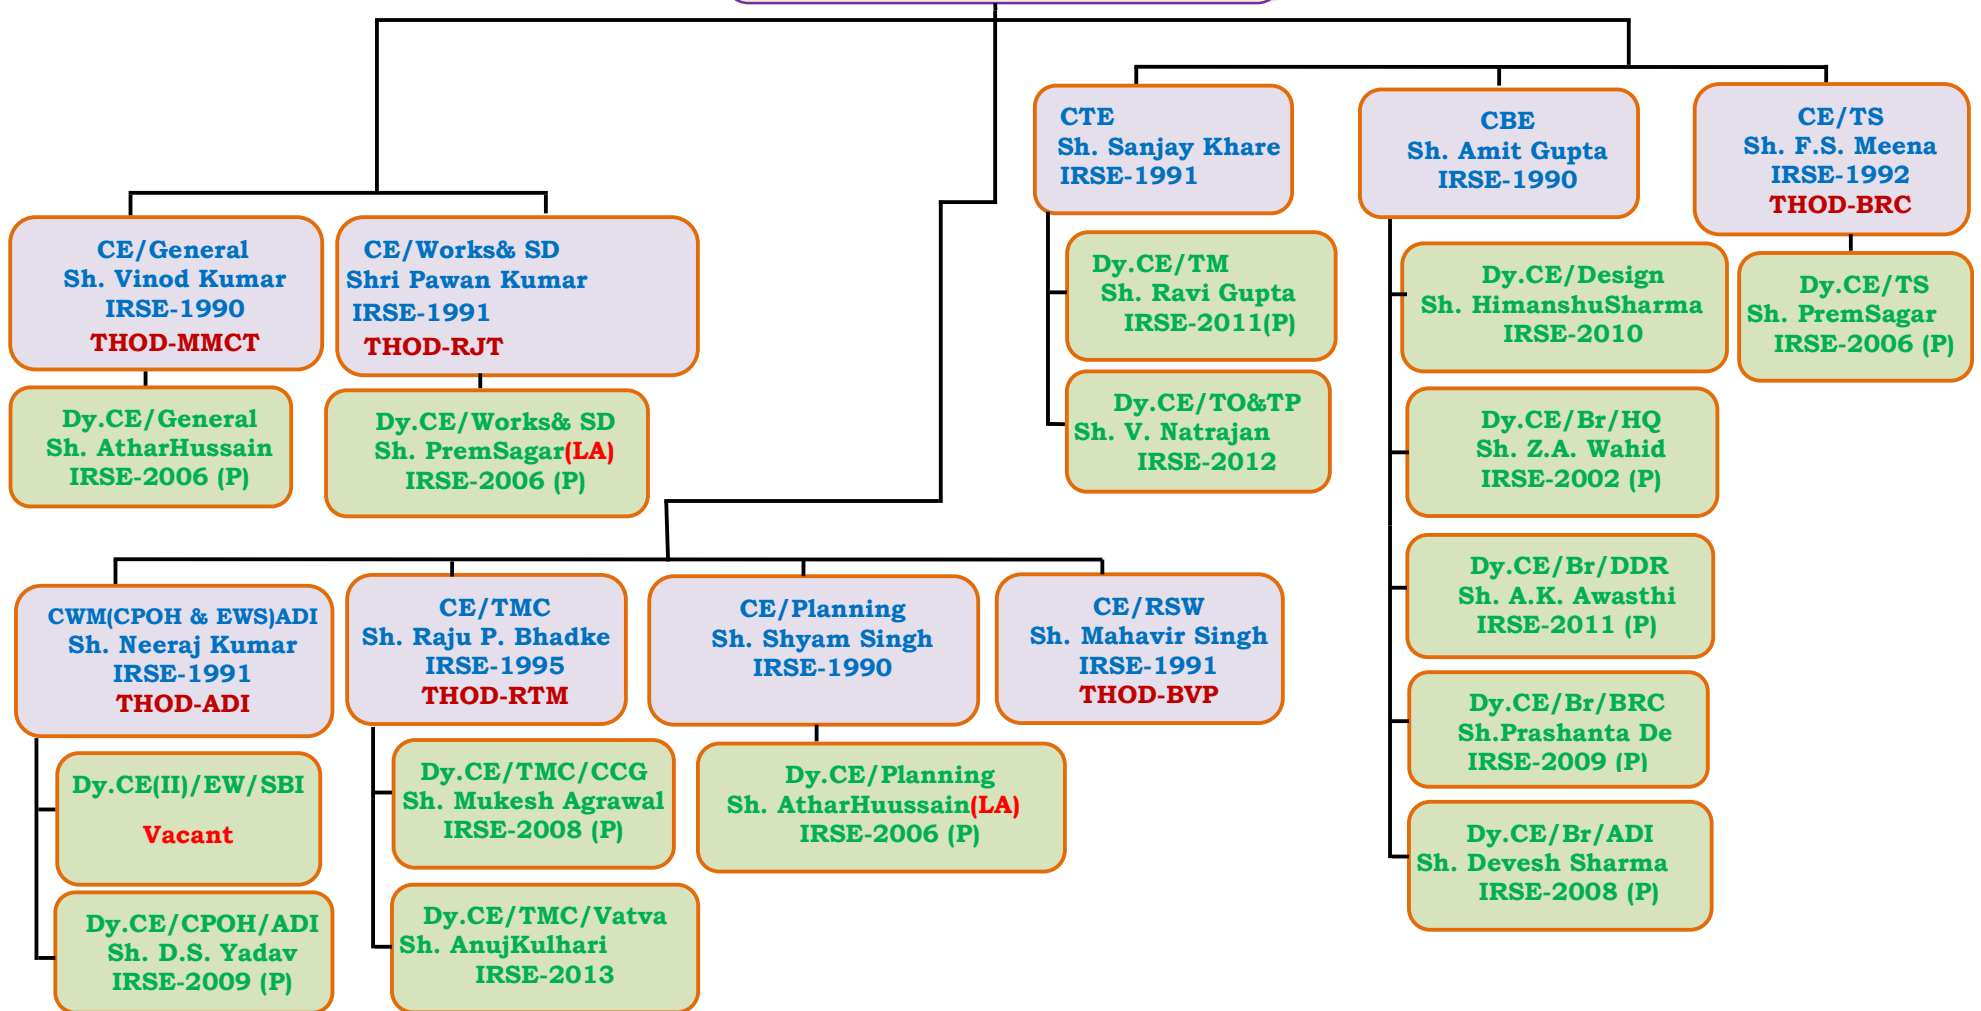 CTE
Sh. Sanjay Khare
IRSE-1991
CBE
Sh. Amit Gupta
IRSE-1990
CE/TS
Sh. F.S. Meena
IRSE-1992
THOD-BRC
CE/General
Sh. Vinod Kumar
IRSE-1990
THOD-MMCT
CE/Works& SD
Shri Pawan Kumar
IRSE-1991
THOD-RJT
Dy.CE/TM
Sh. Ravi Gupta
IRSE-2011(P)
Dy.CE/Design
Sh. HimanshuSharma
IRSE-2010
Dy.CE/TS
Sh. PremSagar
IRSE-2006 (P)
Dy.CE/General
Sh. AtharHussain
IRSE-2006 (P)
Dy.CE/Works& SD
Sh. PremSagar(LA)
IRSE-2006 (P)
Dy.CE/TO&TP
Sh. V. Natrajan
IRSE-2012
Dy.CE/Br/HQ
Sh. Z.A. Wahid
IRSE-2002 (P)
Dy.CE/Br/DDR
Sh. A.K. Awasthi
IRSE-2011 (P)
Dy.CE/Br/BRC
Sh.Prashanta De
IRSE-2009 (P)
Dy.CE/Br/ADI
Sh. Devesh Sharma
IRSE-2008 (P)
CWM(CPOH & EWS)ADI
Sh. Neeraj Kumar
IRSE-1991
THOD-ADI
CE/TMC
Sh. Raju P. Bhadke
IRSE-1995
THOD-RTM
CE/Planning
Sh. Shyam Singh
IRSE-1990
CE/RSW
Sh. Mahavir Singh
IRSE-1991
THOD-BVP
Dy.CE(II)/EW/SBI
Vacant
Dy.CE/TMC/CCG
Sh. Mukesh Agrawal
IRSE-2008 (P)
Dy.CE/Planning
Sh. AtharHuussain(LA)
IRSE-2006 (P)
Dy.CE/CPOH/ADI
Sh. D.S. Yadav
IRSE-2009 (P)
Dy.CE/TMC/Vatva
Sh. AnujKulhari
IRSE-2013